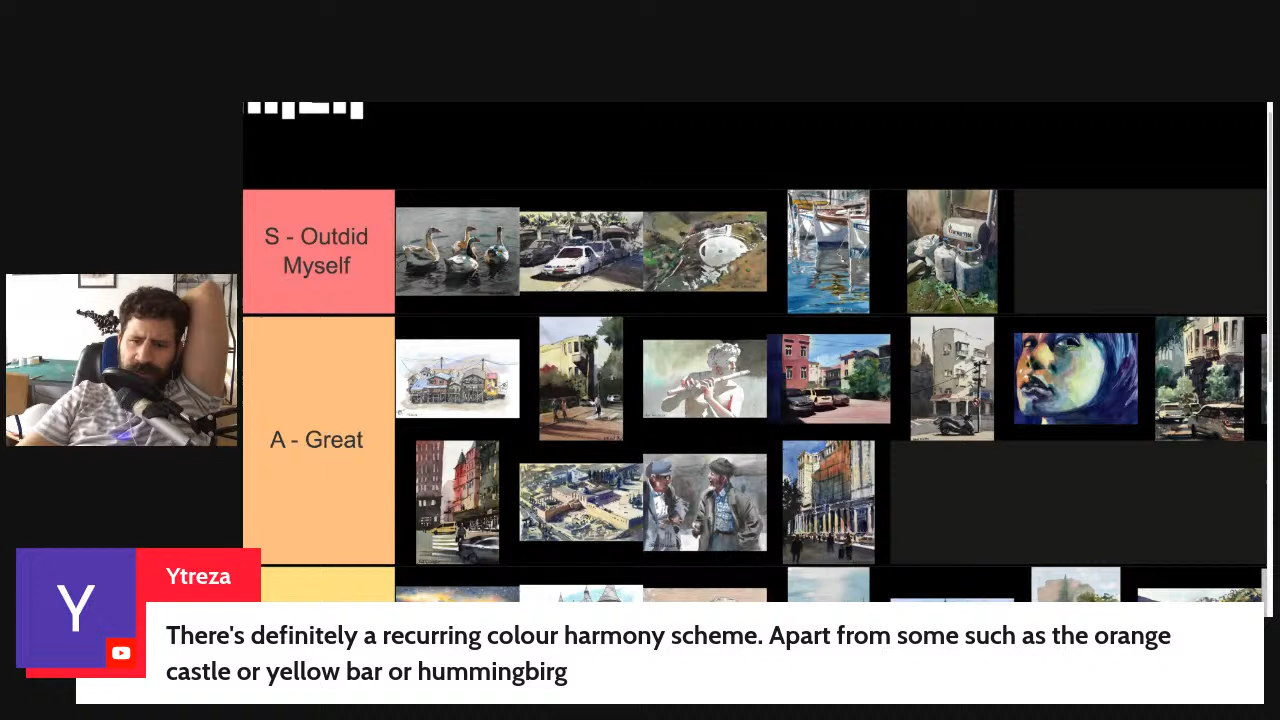 S - Outdid
Myself
A - Great
Y
Ytreza
There's definitely a recurring colour harmony scheme. Apart from some such as the orange
castle or yellow bar or hummingbirg